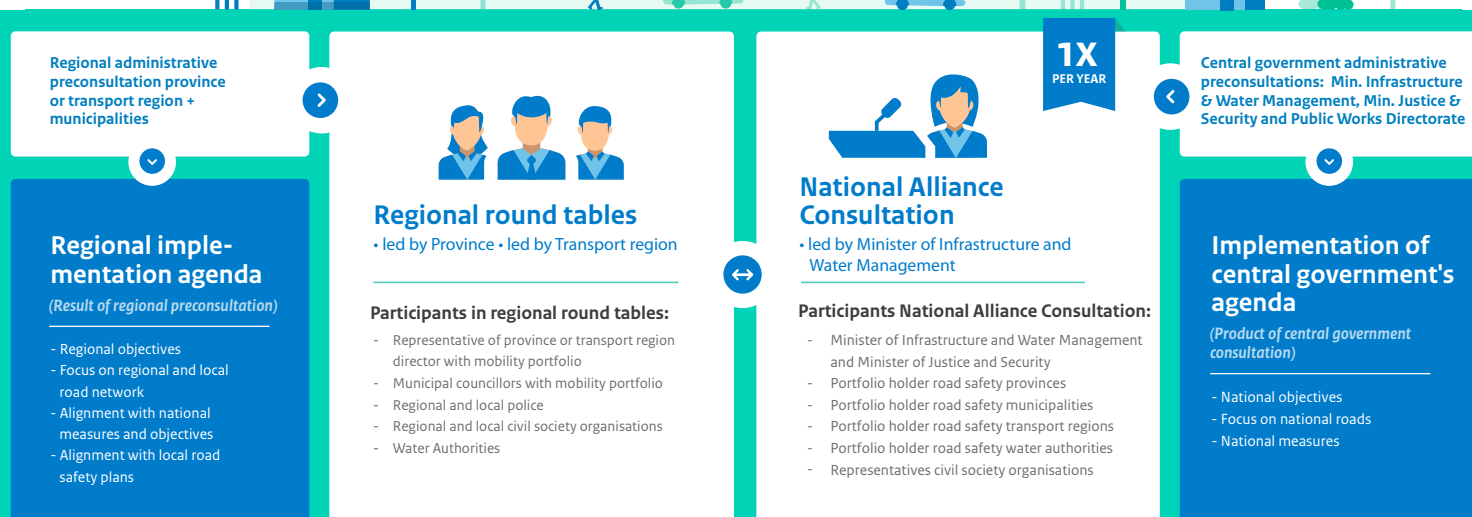 Regional administrative
preconsultation province
or transport region +
municipalities
Regional imple-
mentation agenda
(Result of regional preconsultation)
- Regional objectives
- Focus on regional and local
road network
- Alignment with national
measures and objectives
- Alignment with local road
safety plans
Regional round tables
• led by Province • led by Transport region
Participants in regional round tables:
- Representative of province or transport region
director with mobility portfolio
- Municipal councillors with mobility portfolio
- Regional and local police
- Regional and local civil society organisations
- Water Authorities
1X
PER YEAR
National Alliance
Consultation
• led by Minister of Infrastructure and
Water Management
Participants National Alliance Consultation:
- Minister of Infrastructure and Water Management
and Minister of Justice and Security
- Portfolio holder road safety provinces
- Portfolio holder road safety municipalities
- Portfolio holder road safety transport regions
- Portfolio holder road safety water authorities
- Representatives civil society organisations
Central government administrative
preconsultations: Min. Infrastructure
& Water Management, Min. Justice &
Security and Public Works Directorate
Implementation of
central government's
agenda
(Product of central government
consultation)
- National objectives
- Focus on national roads
- National measures